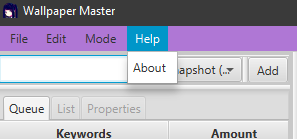 Wallpaper Master
File Edit Mode Help
About
apshot (... Add
Queue List Properties
Keywords Amount